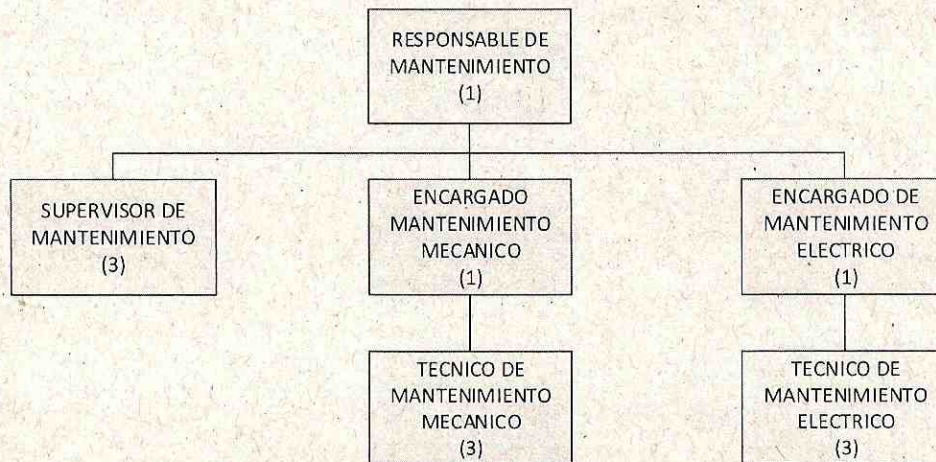 RESPONSABLE DE
MANTENIMIENTO
(1)
SUPERVISOR DE
MANTENIMIENTO
(3)
ENCARGADO
MANTENIMIENTO
MECANICO
(1)
ENCARGADO DE
MANTENIMIENTO
ELECTRICO
(1)
TECNICO DE
MANTENIMIENTO
MECANICO
(3)
TECNICO DE
MANTENIMIENTO
ELECTRICO
(3)